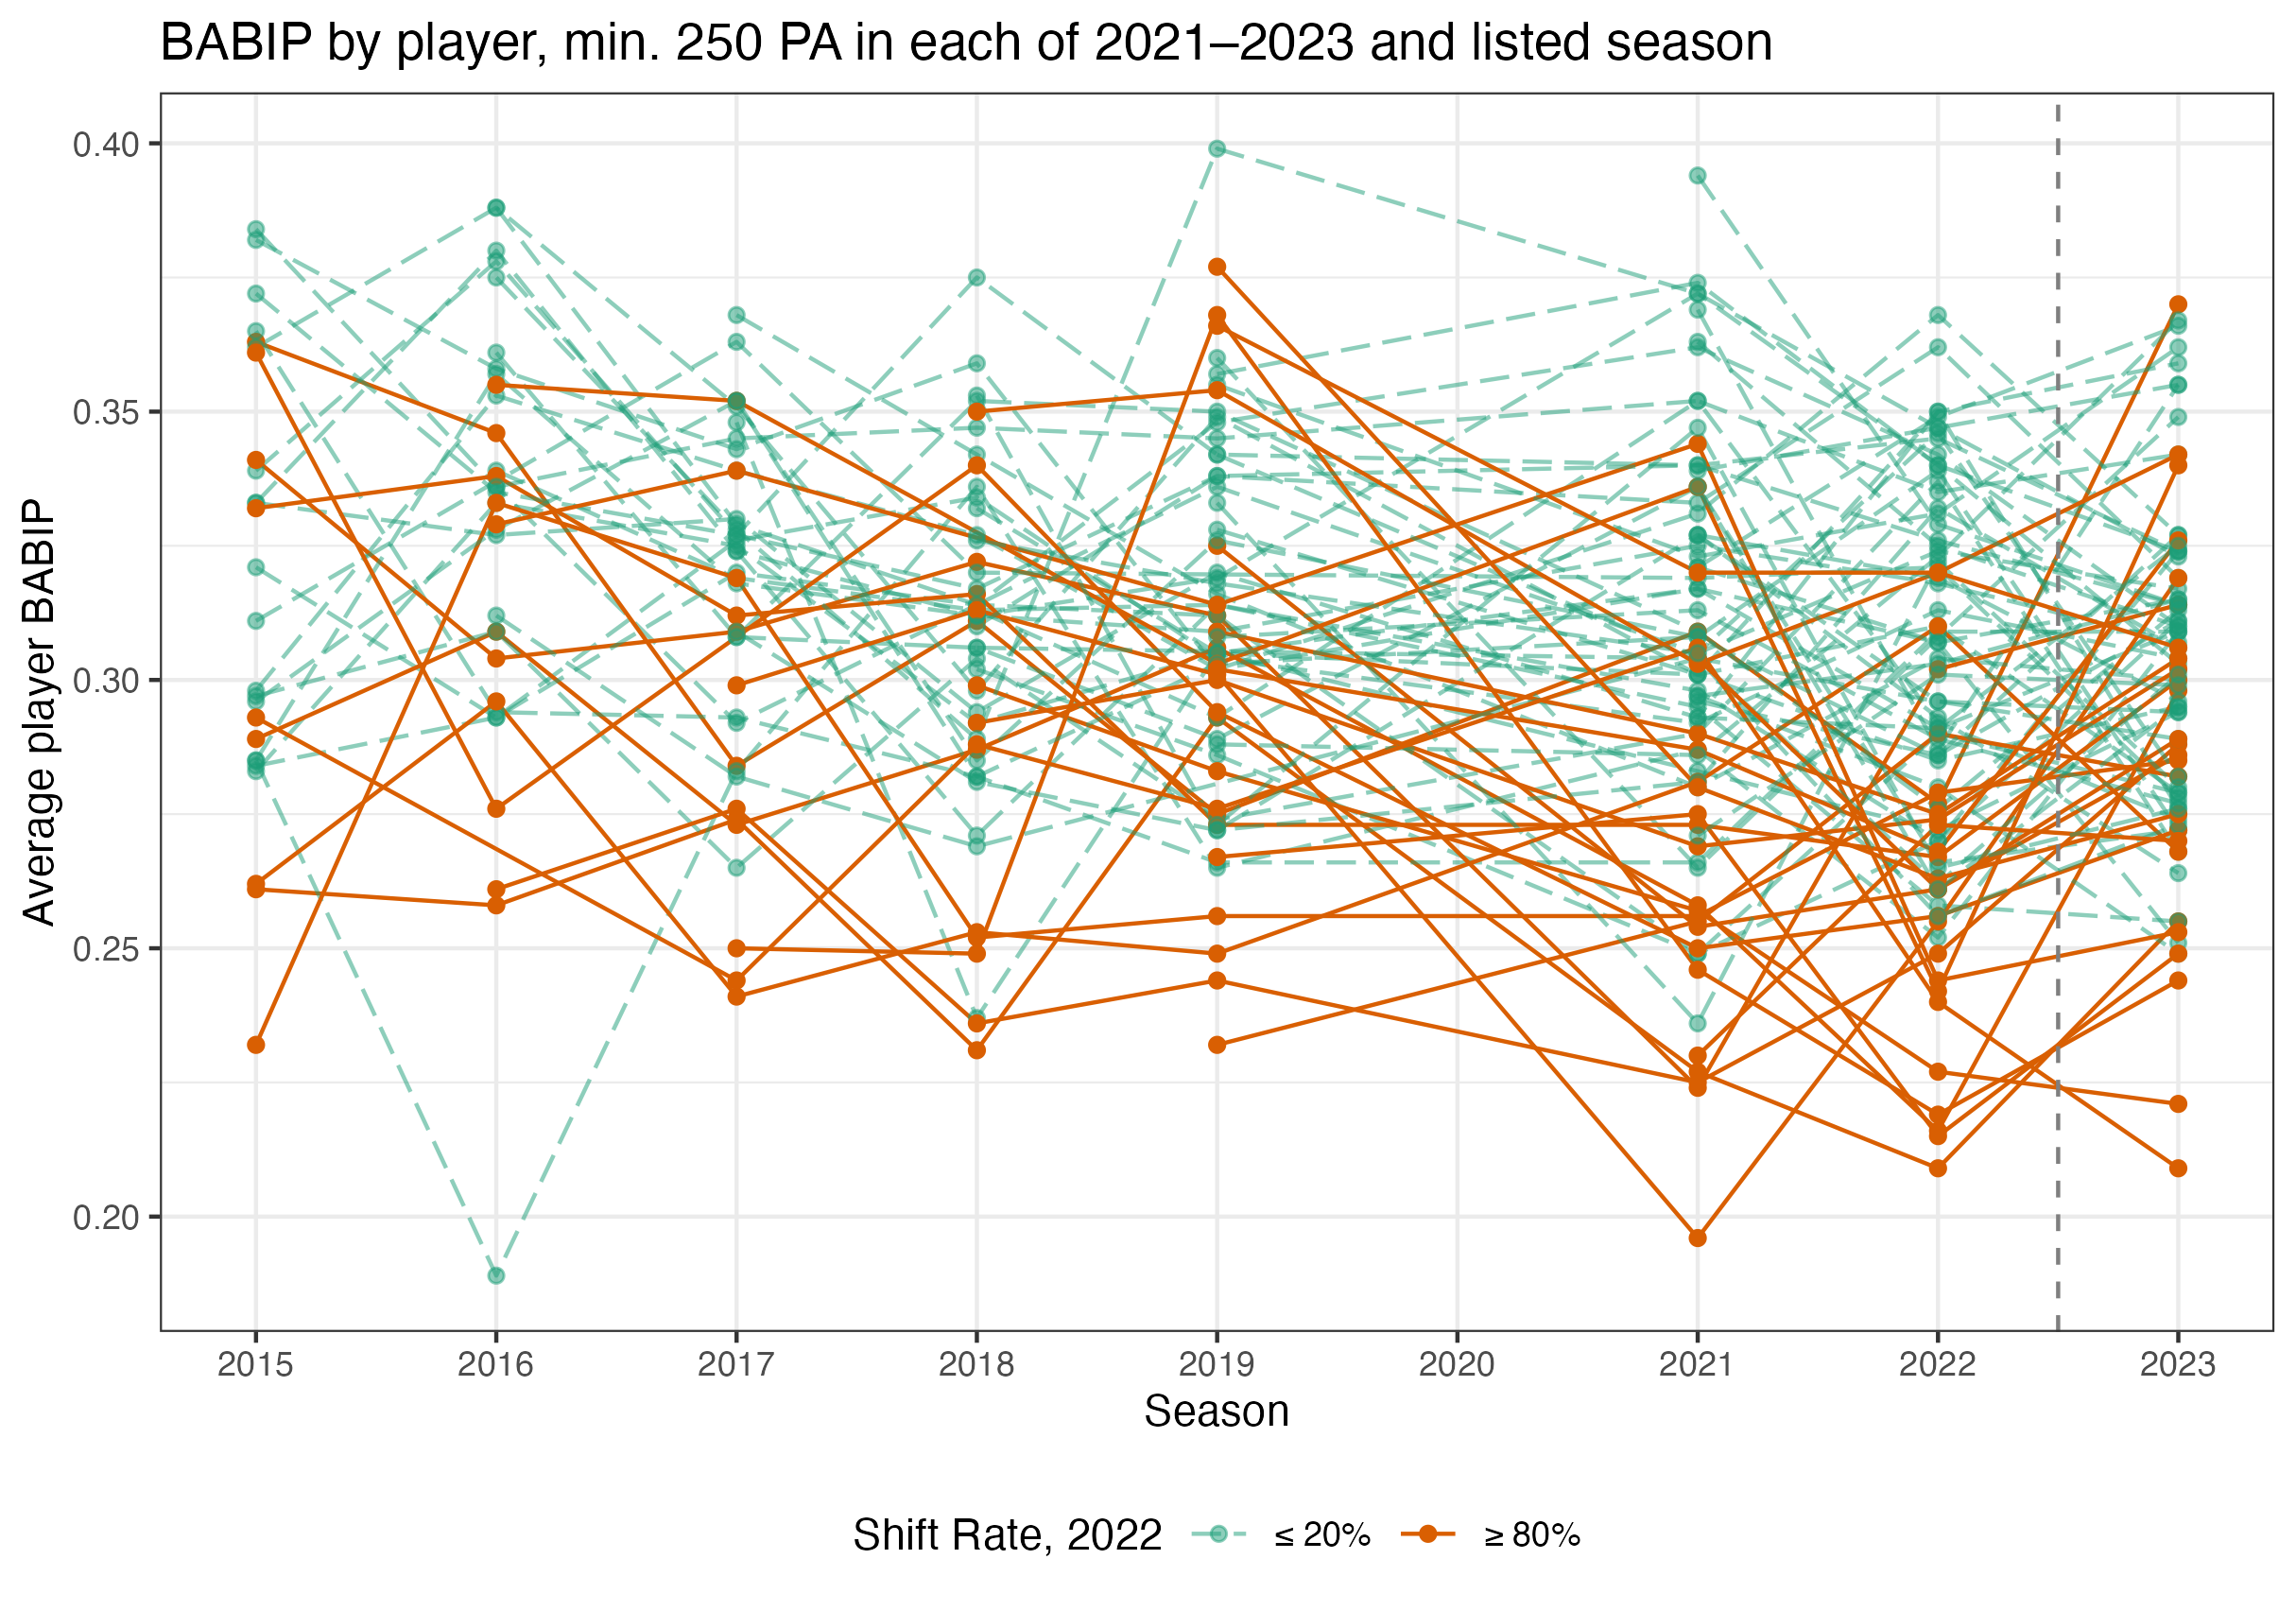 BABIP by player, min. 250 PA in each of 2021–2023 and listed season
Average player BABIP
0.40
0.35
0.30
0.25
0.20
2015 2016 2017 2018 2019 2020 2021 2022 2023
Season
Shift Rate, 2022 ≤ 20% ≥ 80%